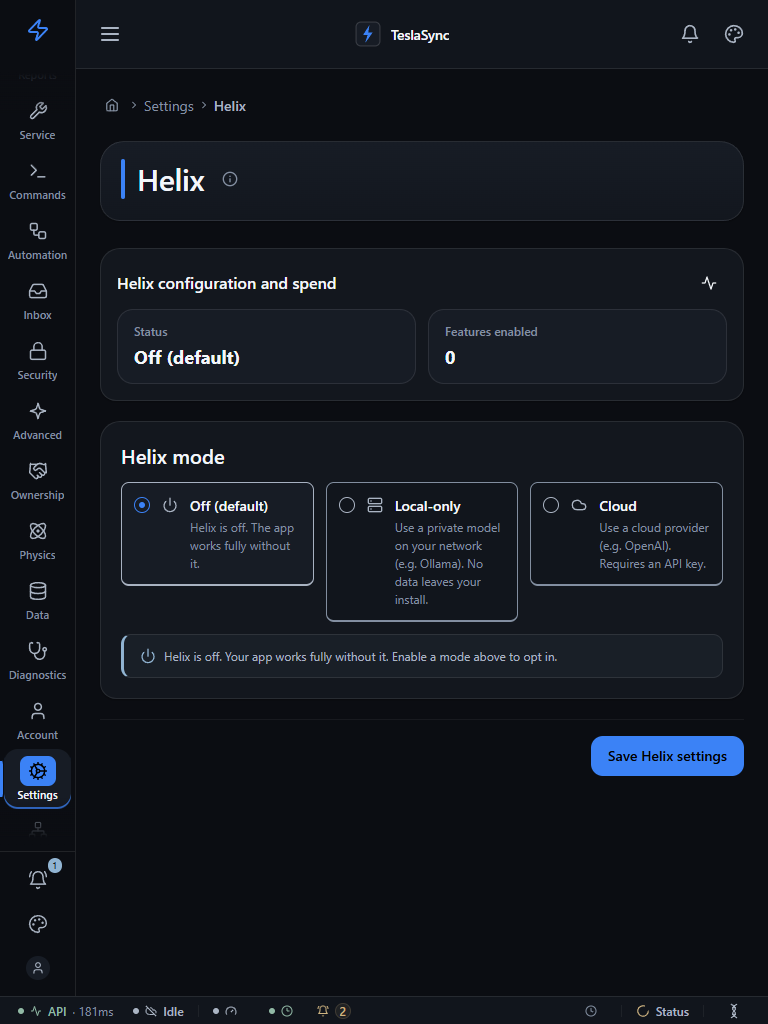 TeslaSync
Reports
Service
Commands
Automation
Inbox
Security
Advanced
Ownership
Physics
Data
Diagnostics
Account
Settings
1
Settings
Helix
Helix
Helix configuration and spend
Status
Off (default)
Features enabled
0
Helix mode
Off (default)
Helix is off. The app
works fully without
it.
Local-only
Use a private model
on your network
(e.g. Ollama). No
data leaves your
install.
Cloud
Use a cloud provider
(e.g. OpenAI).
Requires an API key.
Helix is off. Your app works fully without it. Enable a mode above to opt in.
Save Helix settings
API · 181ms
Idle
2
Status